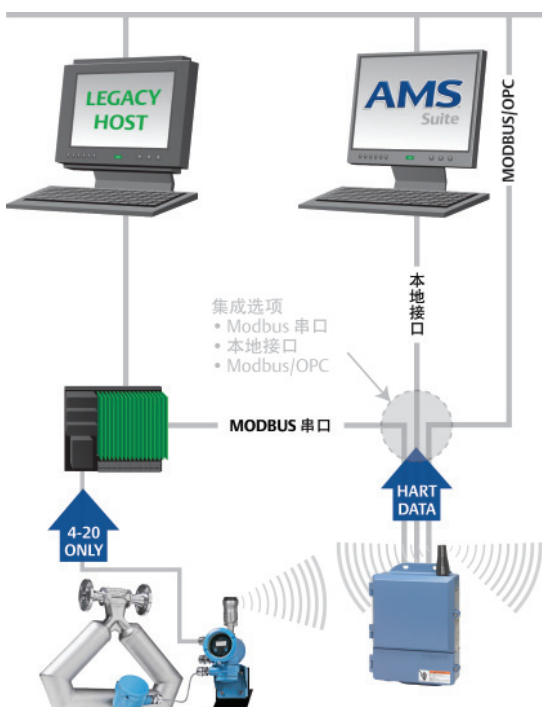 LEGACY
HOST
AMS
Suite
MODBUS/OPC
本地接口
集成选项
• Modbus 串口
• 本地接口
• Modbus/OPC
MODBUS 串口
4-20
ONLY
HART
DATA